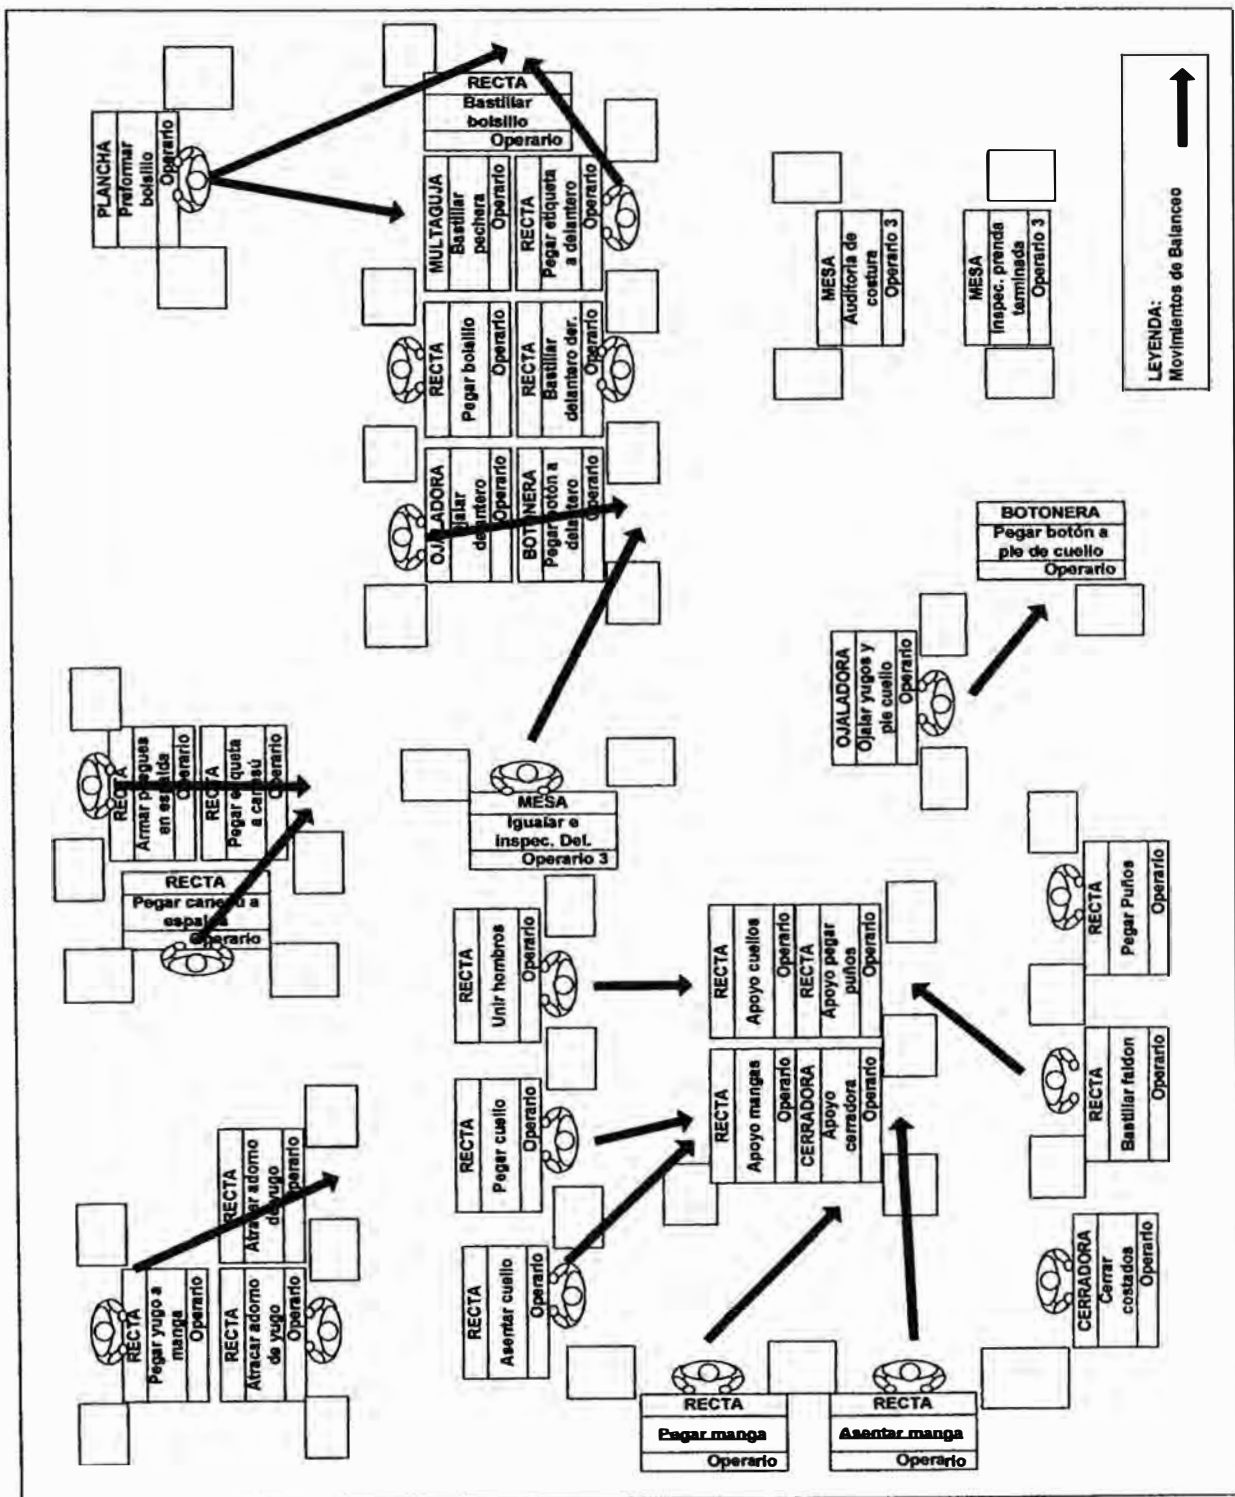 PLANCHA
Preformar
bolsillo
Operario
RECTA
Bastillar
bolsillo
Operario
MULTAGUJA
Bastillar
pechera
Operario
RECTA
Pegar etiqueta
a delantero
Operario
RECTA
Pegar bolsillo
Operario
RECTA
Bastillar
delantero der.
Operario
OJALADORA
delantero
Operario
BOTONERA
Pegar botón a
delantero
Operario
MESA
Auditoria de
costura
Operario 3
MESA
Inspec. prenda
terminada
Operario 3
LEYENDA:
Movimientos de Balanceo
RECTA
Armar pliegues
en espalda
Operario
RECTA
Pegar etiqueta
a canesú
Operario
RECTA
Pegar canesú a
espalda
Operario
MESA
Igualar e
Inspec. Del.
Operario 3
BOTONERA
Pegar botón a
pie de cuello
Operario
OJALADORA
Ojalar yugos y
pie cuello
Operario
RECTA
Pegar yugo a
manga
Operario
RECTA
Atracar adorno
de yugo
Operario
RECTA
Atracar adorno
de yugo
Operario
RECTA
Unir hombros
Operario
RECTA
Pegar cuello
Operario
RECTA
Asentar cuello
Operario
RECTA
Apoyo cuellos
Operario
RECTA
Apoyo pegar
puños
Operario
RECTA
Apoyo mangas
Operario
CERRADORA
Apoyo
cerradora
Operario
RECTA
Pegar Puños
Operario
RECTA
Bastillar faldon
Operario
CERRADORA
Cerrar
costados
Operario
RECTA
Pegar manga
Operario
RECTA
Asentar manga
Operario